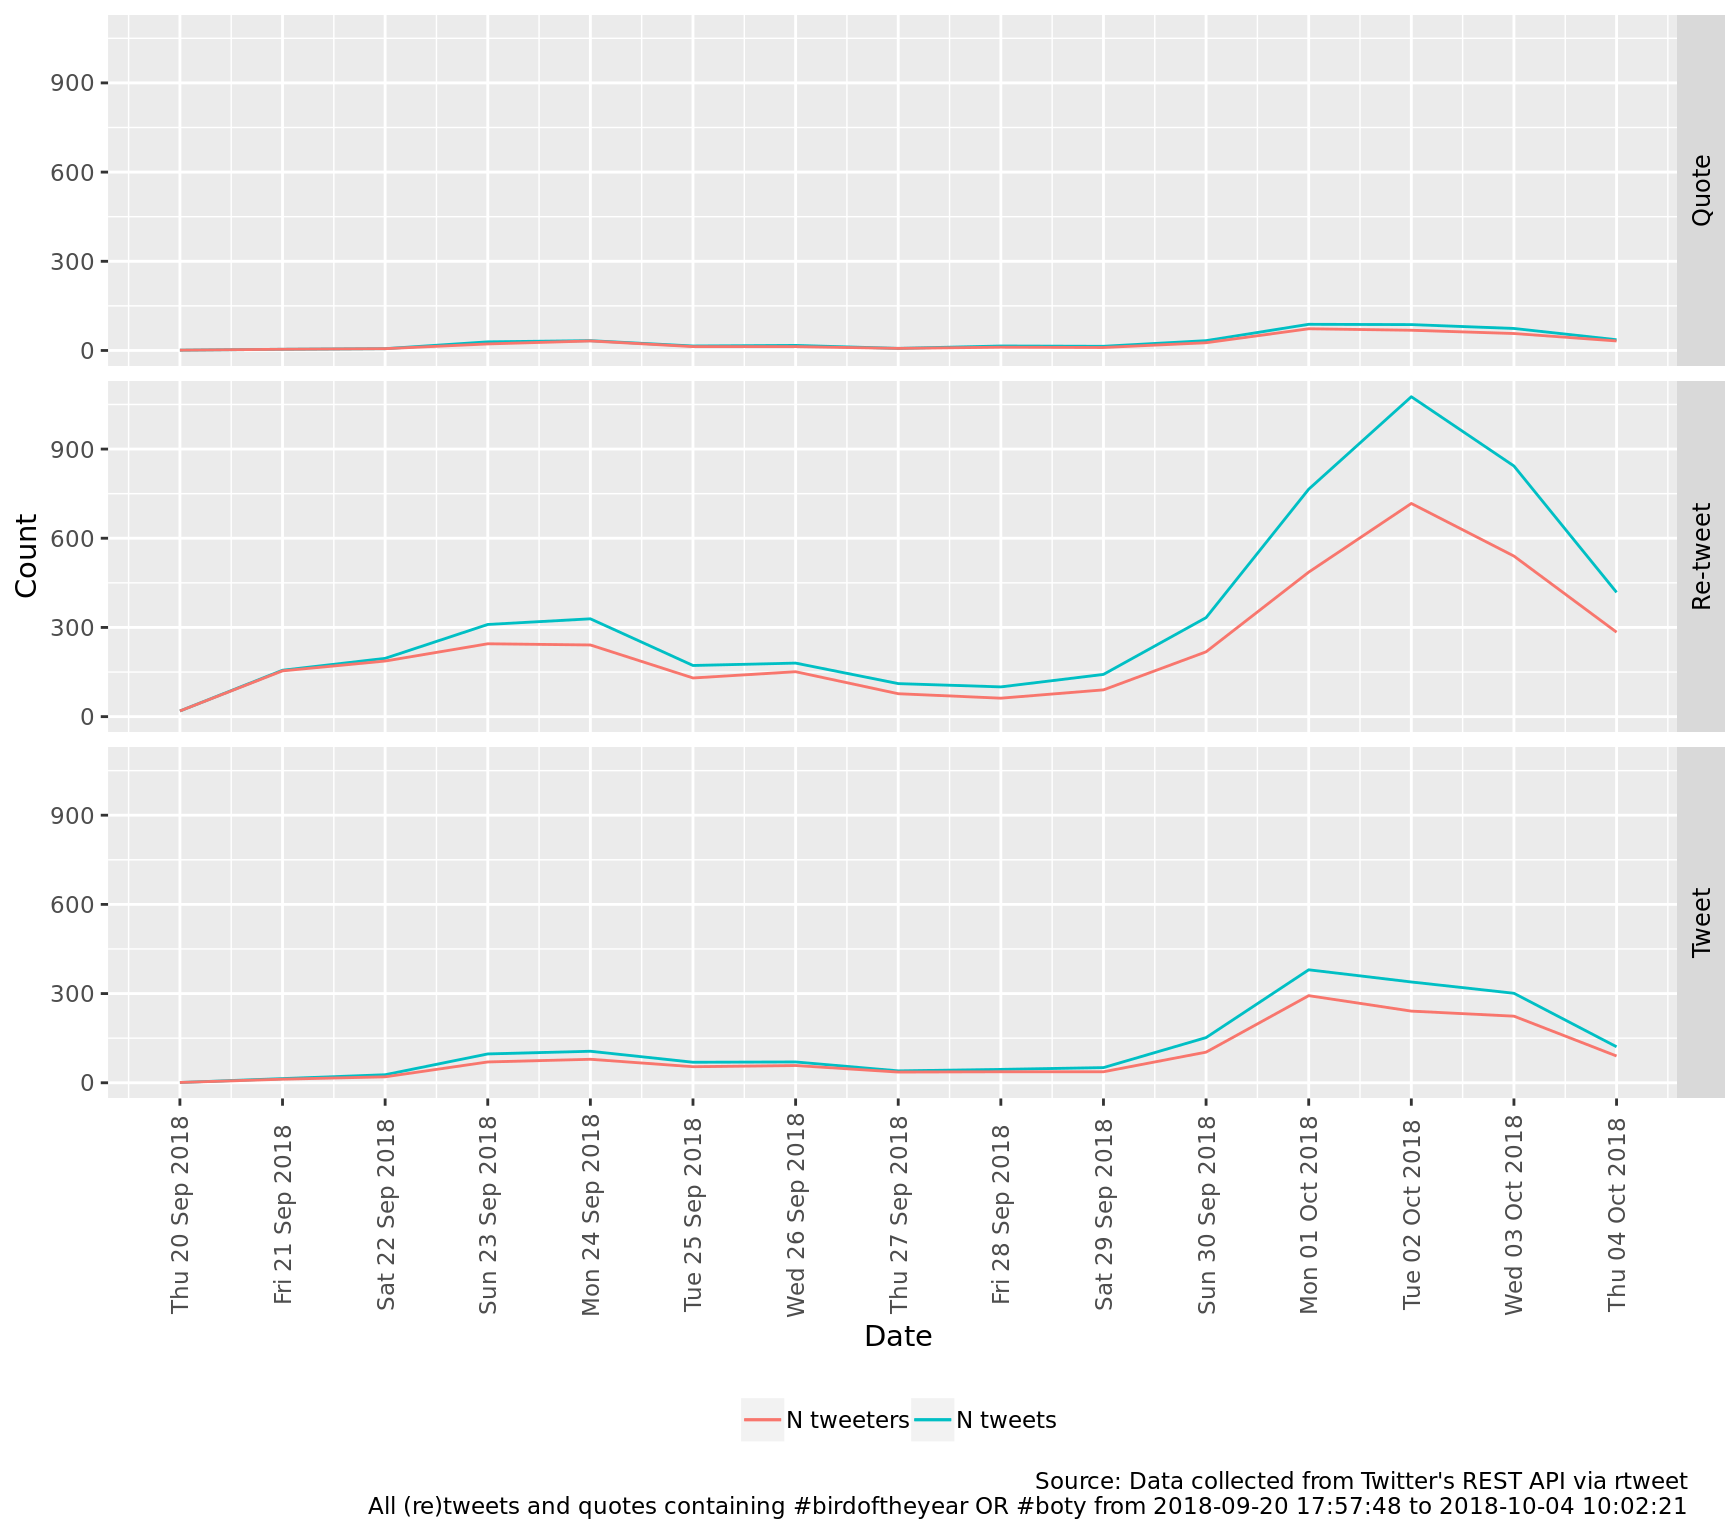 900
600
300
0
Quote
900
600
300
0
Re-tweet
Count
900
600
300
0
Tweet
Thu 20 Sep 2018
Fri 21 Sep 2018
Sat 22 Sep 2018
Sun 23 Sep 2018
Mon 24 Sep 2018
Tue 25 Sep 2018
Wed 26 Sep 2018
Thu 27 Sep 2018
Fri 28 Sep 2018
Sat 29 Sep 2018
Sun 30 Sep 2018
Mon 01 Oct 2018
Tue 02 Oct 2018
Wed 03 Oct 2018
Thu 04 Oct 2018
Date
N tweeters N tweets
Source: Data collected from Twitter's REST API via rtweet
All (re)tweets and quotes containing #birdoftheyear OR #boty from 2018-09-20 17:57:48 to 2018-10-04 10:02:21